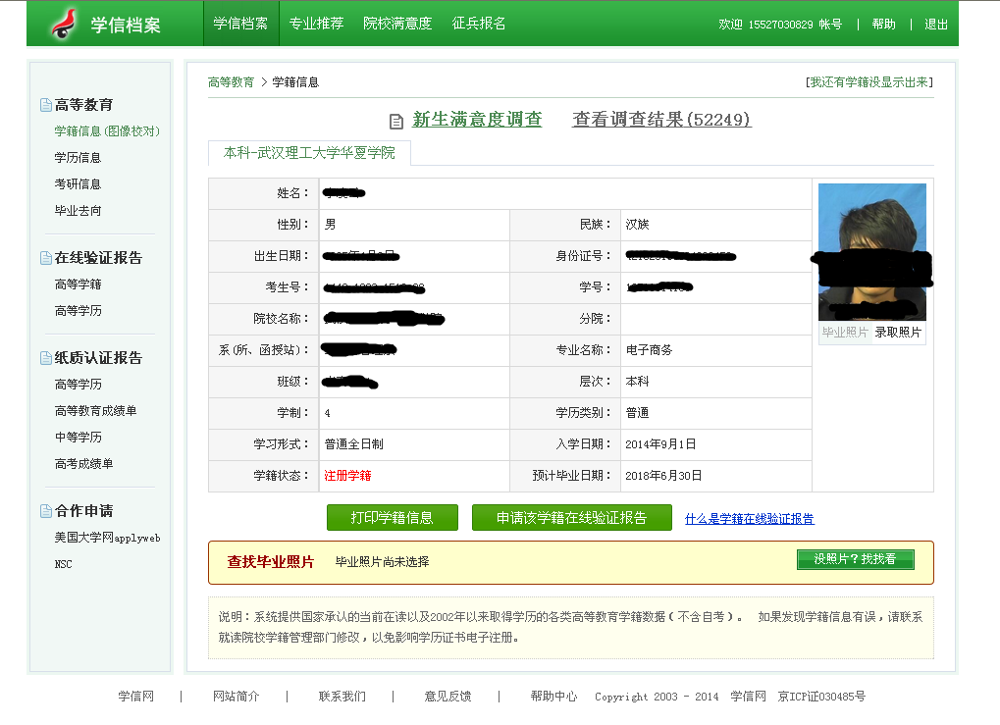 学信档案 学信档案 专业推荐 院校满意度 征兵报名 欢迎 15527030829 帐号 | 帮助 | 退出
高等教育 > 学籍信息 [我还有学籍没显示出来]
高等教育
学籍信息(图像校对)
学历信息
考研信息
毕业去向
在线验证报告
高等学籍
高等学历
纸质认证报告
高等学历
高等教育成绩单
中等学历
高考成绩单
合作申请
美国大学网applyweb
NSC
新生满意度调查 查看调查结果(52249)
本科-武汉理工大学华夏学院
姓名：
性别： 男 民族： 汉族
出生日期： 身份证号：
考生号： 学号：
院校名称： 分院：
系(所、函授站)： 专业名称： 电子商务
班级： 层次： 本科
学制： 4 学历类别： 普通
学习形式： 普通全日制 入学日期： 2014年9月1日
学籍状态： 注册学籍 预计毕业日期： 2018年6月30日
毕业照片 录取照片
打印学籍信息 申请该学籍在线验证报告 什么是学籍在线验证报告
查找毕业照片 毕业照片尚未选择 没照片？找找看
说明：系统提供国家承认的当前在读以及2002年以来取得学历的各类高等教育学籍数据（不含自考）。 如果发现学籍信息有误，请联系
就读院校学籍管理部门修改，以免影响学历证书电子注册。
学信网 | 网站简介 | 联系我们 | 意见反馈 | 帮助中心 Copyright 2003 - 2014 学信网 京ICP证030485号